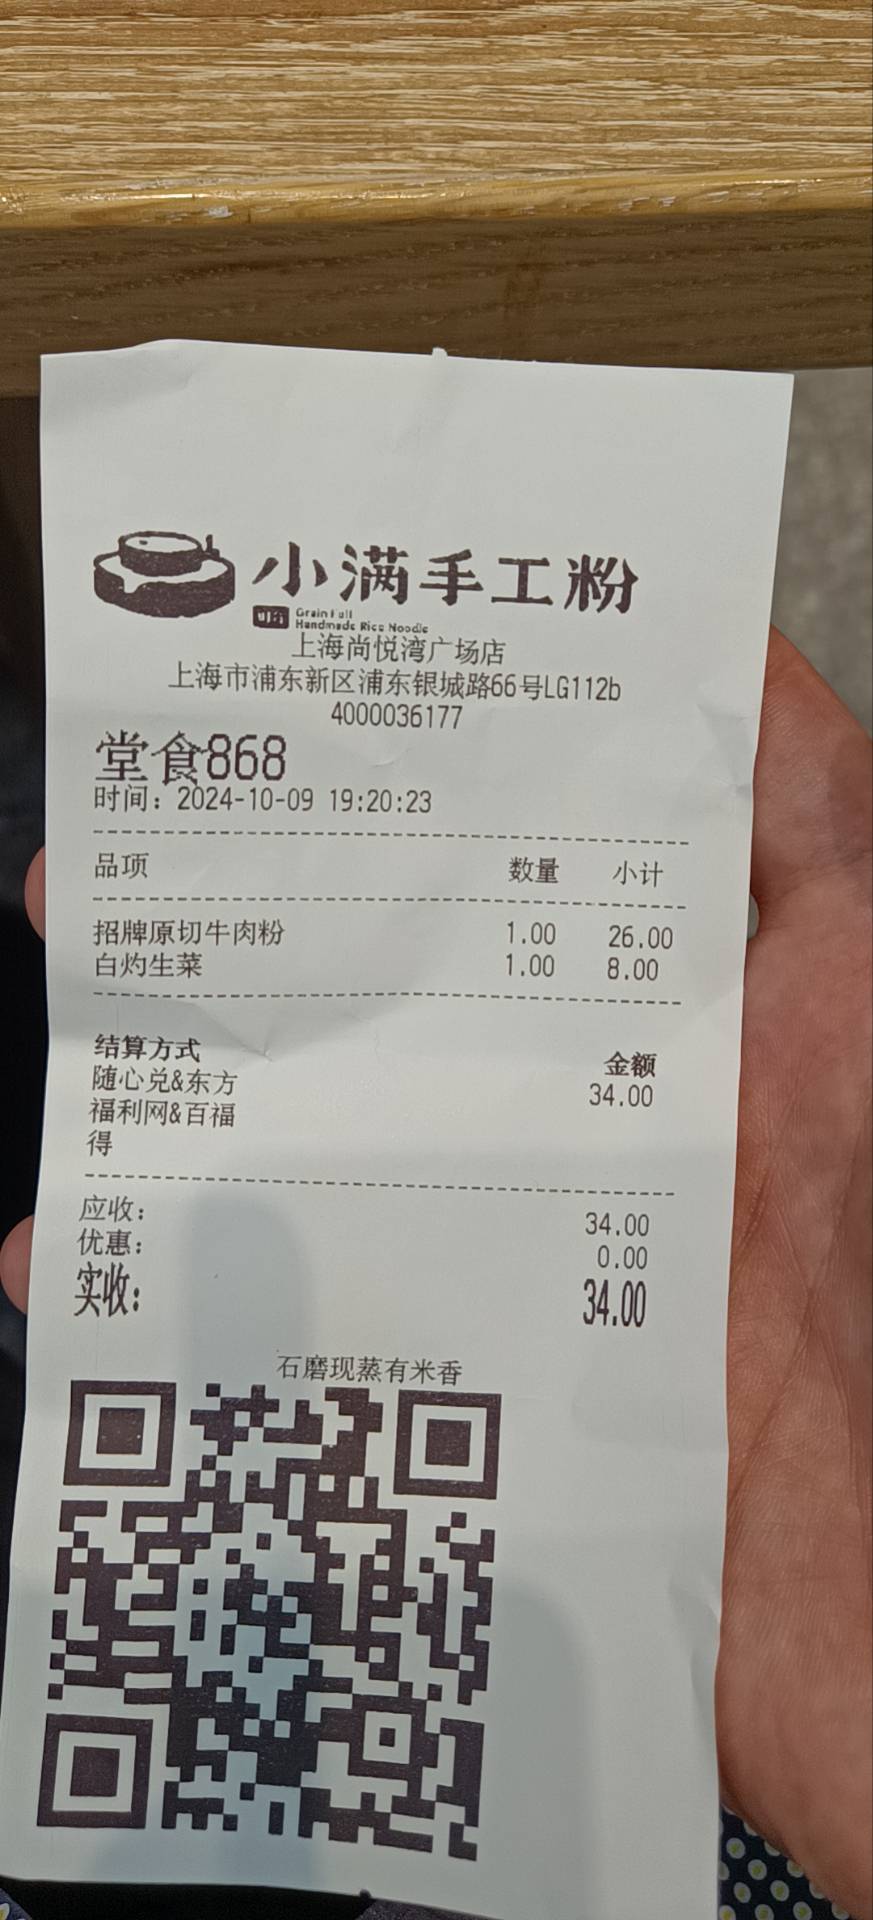 小满手工粉
Grain Full
Handmade Rice Noodle
上海尚悦湾广场店
上海市浦东新区浦东银城路66号LG112b
4000036177
堂食868
时间：2024-10-09 19:20:23
品项 数量 小计
招牌原切牛肉粉 1.00 26.00
白灼生菜 1.00 8.00
结算方式 金额
随心兑&东方 34.00
福利网&百福
得
应收： 34.00
优惠： 0.00
实收： 34.00
石磨现蒸有米香